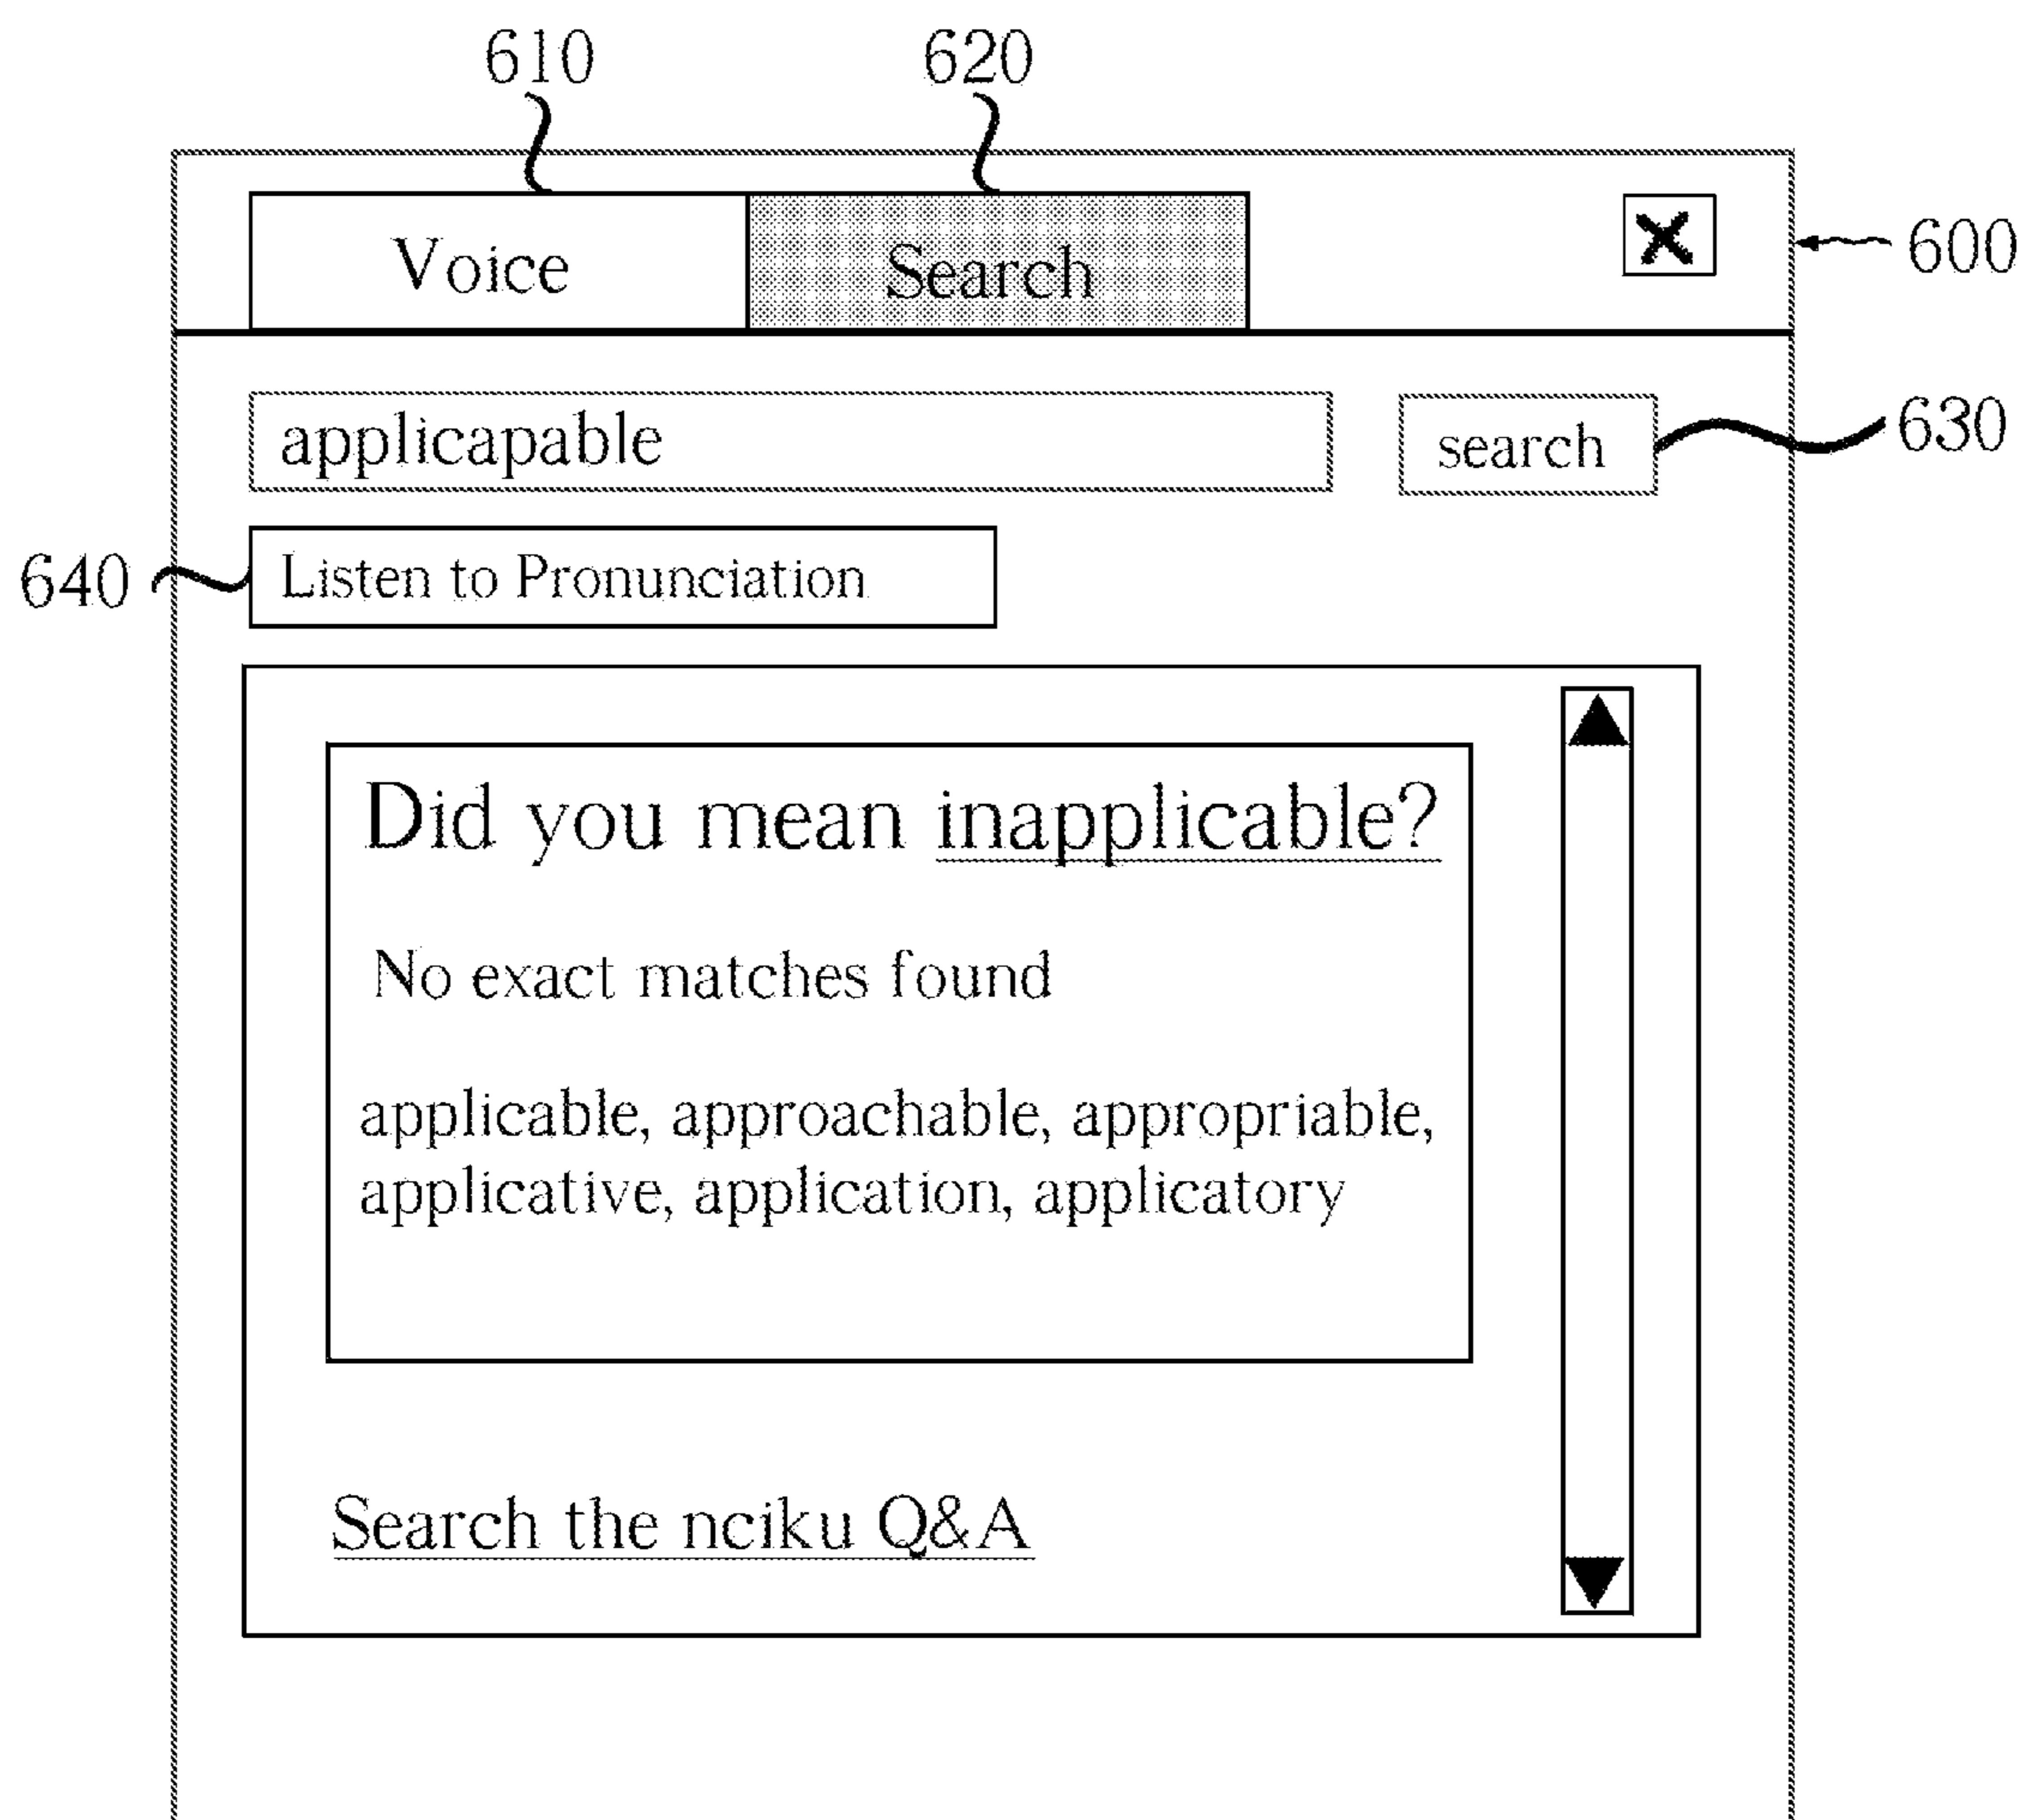 610 620
Voice Search X 600
applicapable search 630
640 Listen to Pronunciation
Did you mean inapplicable?
No exact matches found
applicable, approachable, appropriable,
applicative, application, applicatory
Search the nciku Q&A